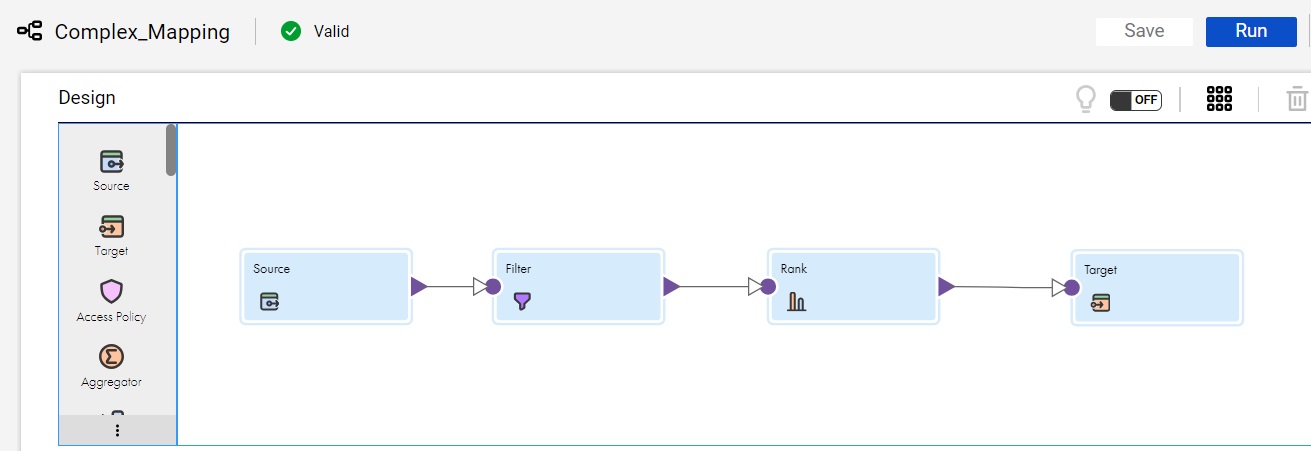 Complex_Mapping
Valid
Save
Run
Design
OFF
Source
Target
Access Policy
Aggregator
Source
Filter
Rank
Target